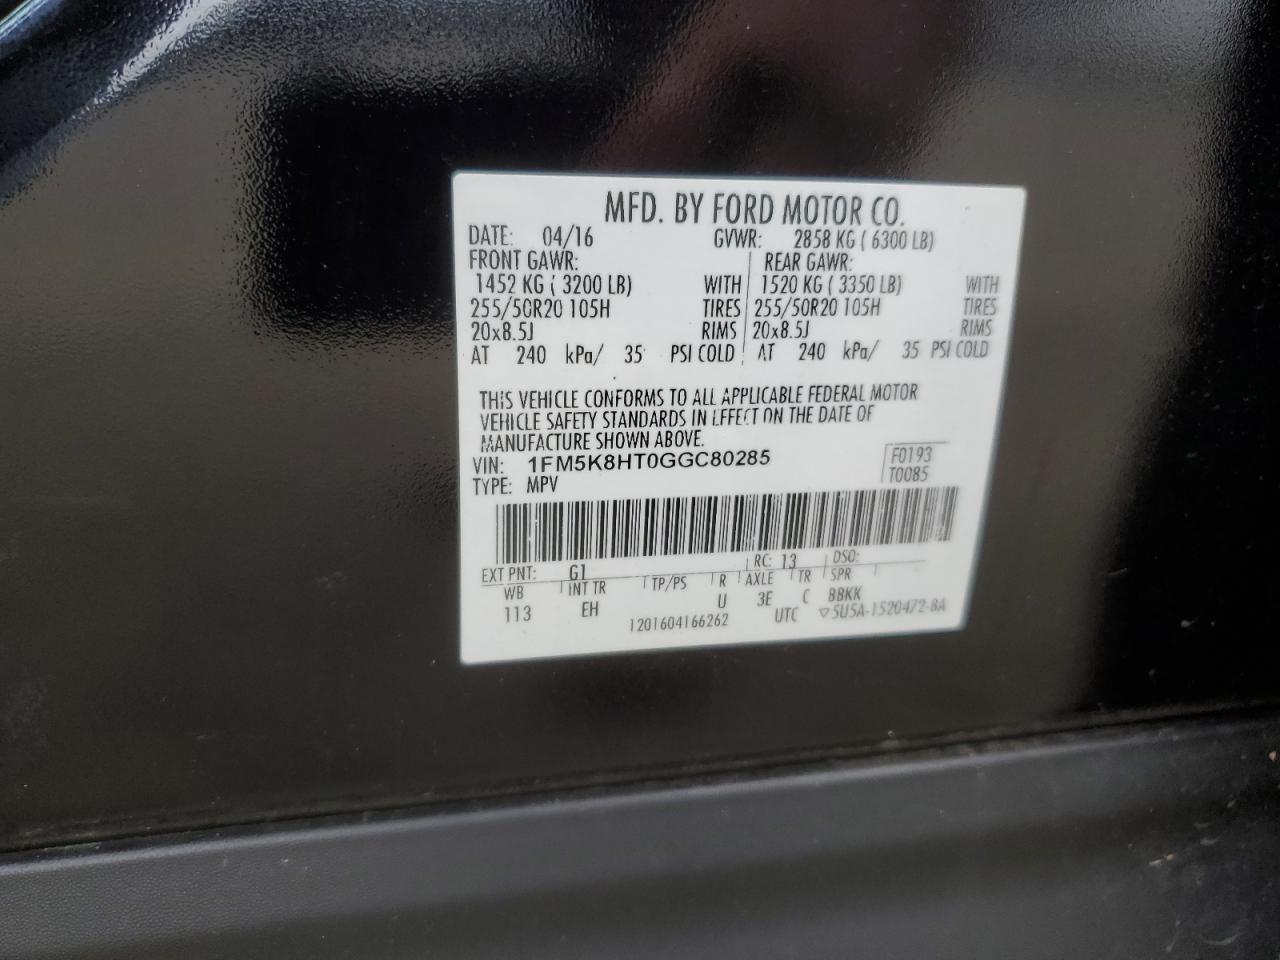 MFD. BY FORD MOTOR CO.
DATE: 04/16 GVWR: 2858 KG ( 6300 LB)
FRONT GAWR: REAR GAWR:
1452 KG ( 3200 LB) WITH 1520 KG ( 3350 LB) WITH
255/50R20 105H TIRES 255/50R20 105H TIRES
20x8.5J RIMS 20x8.5J RIMS
AT 240 kPa/ 35 PSI COLD AT 240 kPa/ 35 PSI COLD
THIS VEHICLE CONFORMS TO ALL APPLICABLE FEDERAL MOTOR
VEHICLE SAFETY STANDARDS IN EFFECT ON THE DATE OF
MANUFACTURE SHOWN ABOVE.
VIN: 1FM5K8HT0GGC80285 F0193
TYPE: MPV T0085
EXT PNT: G1 RC: 13 DSO:
WB INT TR TP/PS R AXLE TR SPR
113 EH U 3E C BBKK
1201604166262 UTC ▽5U5A-1520472-BA